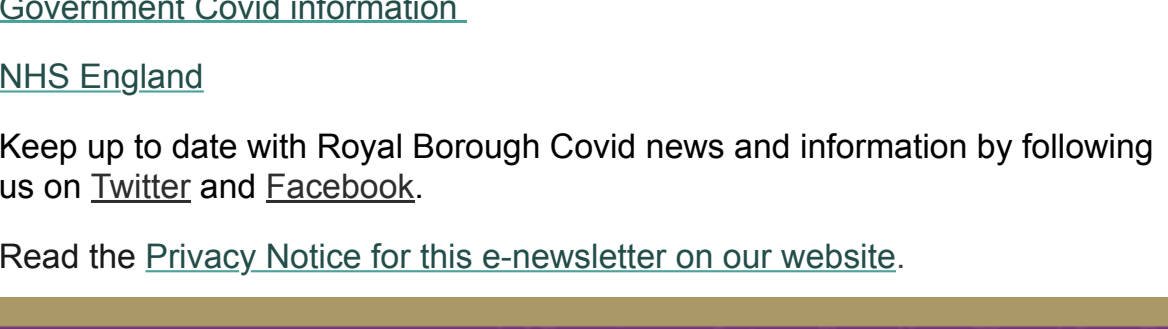 Government Covid information
NHS England
Keep up to date with Royal Borough Covid news and information by following
us on Twitter and Facebook.
Read the Privacy Notice for this e-newsletter on our website.